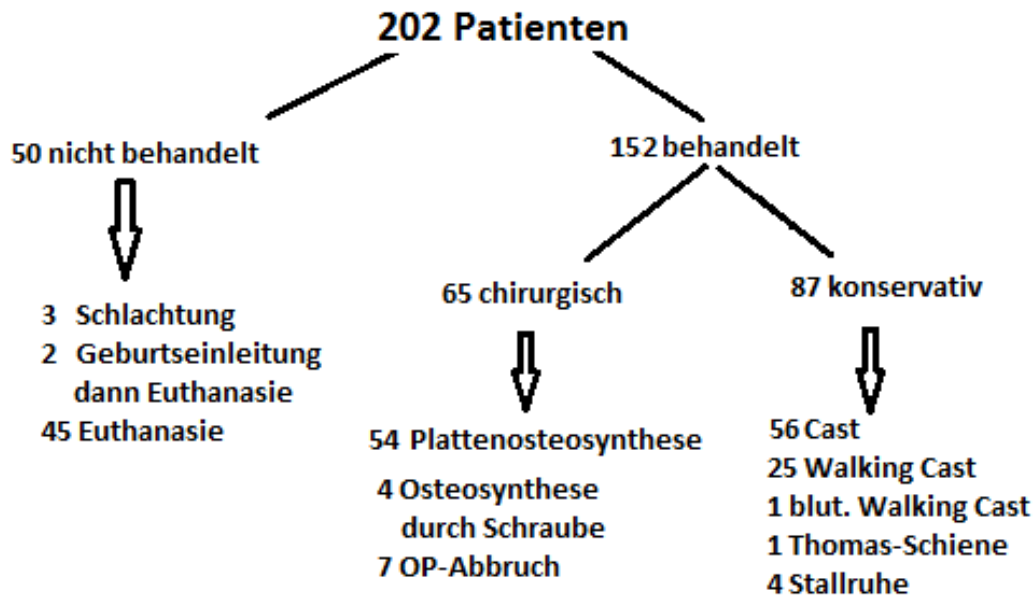 202 Patienten
50 nicht behandelt
152 behandelt
3 Schlachtung
2 Geburtseinleitung
dann Euthanasie
45 Euthanasie
65 chirurgisch
54 Plattenosteosynthese
4 Osteosynthese
durch Schraube
7 OP-Abbruch
87 konservativ
56 Cast
25 Walking Cast
1 blut. Walking Cast
1 Thomas-Schiene
4 Stallruhe